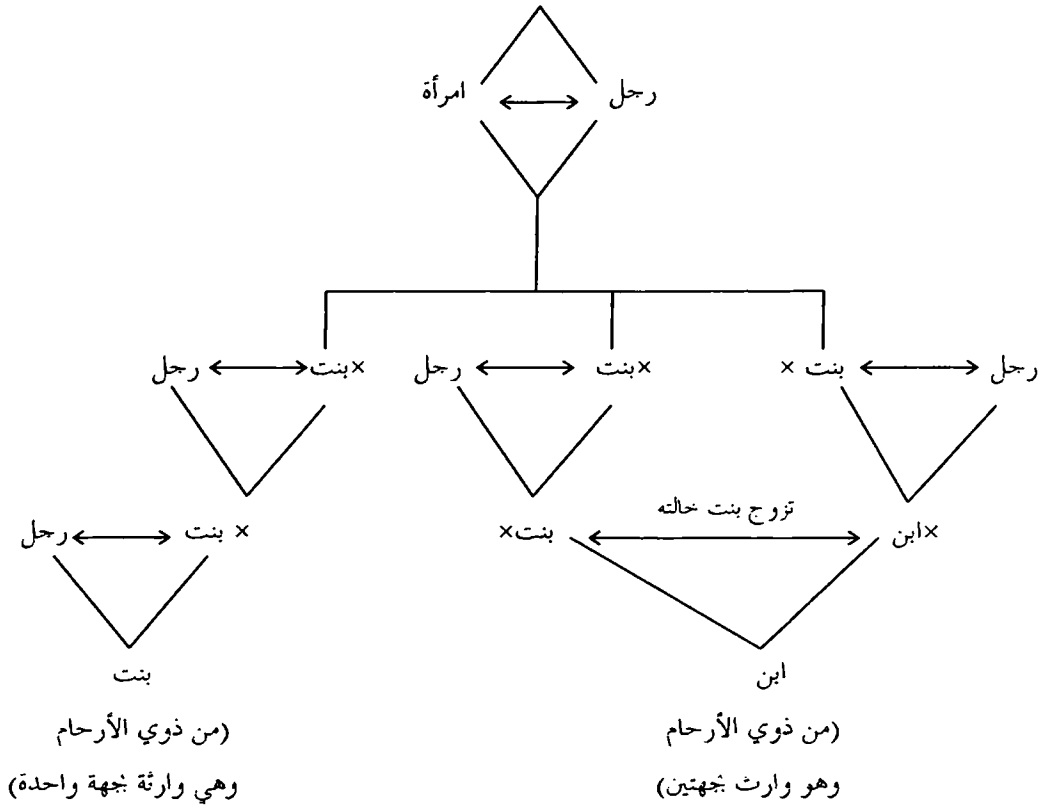 رجل امرأة
رجل بنت × ×بنت رجل ×بنت رجل
تزوج بنت خالته
×ابن بنت× × بنت رجل
ابن بنت
(من ذوي الأرحام (من ذوي الأرحام
وهو وارث بجهتين) وهي وارثة بجهة واحدة)